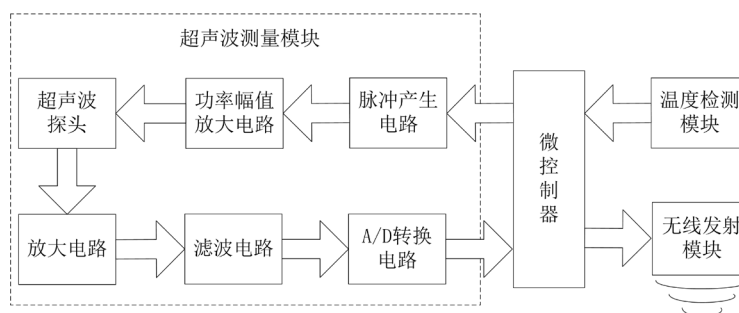 超声波测量模块
超声波
探头
功率幅值
放大电路
脉冲产生
电路
微
控
制
器
温度检测
模块
放大电路
滤波电路
A/D转换
电路
无线发射
模块